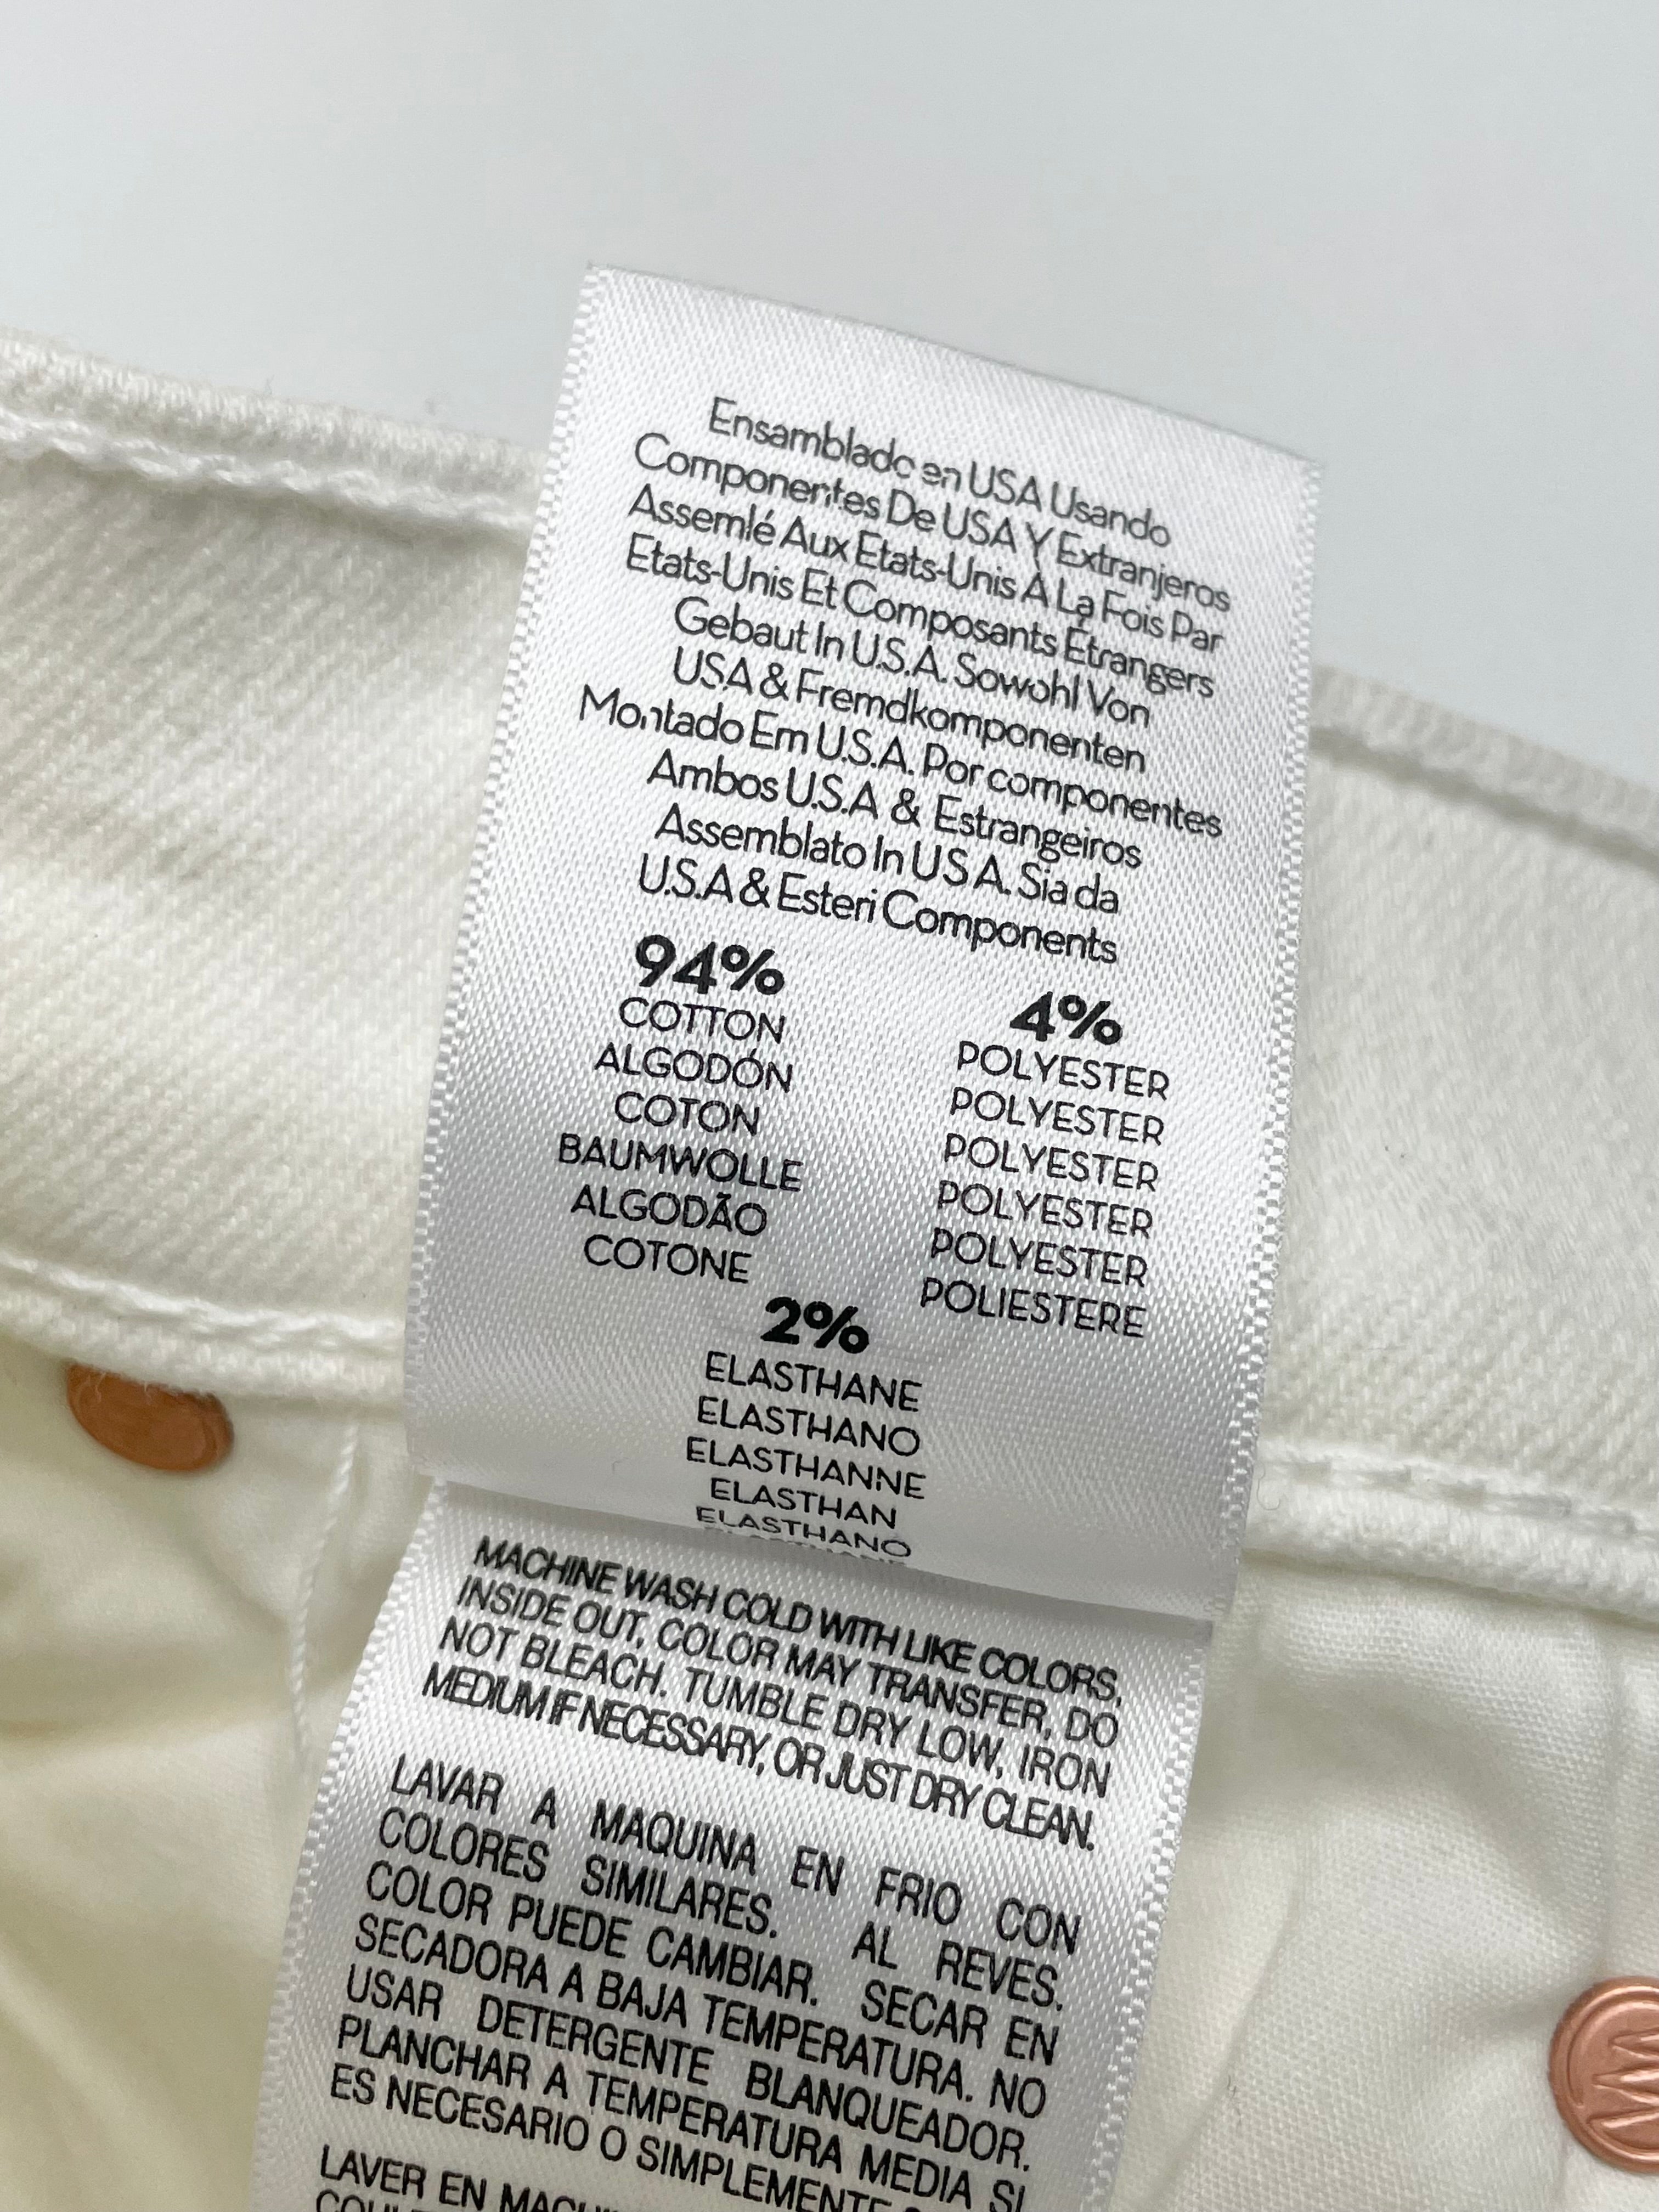 Ensamblado en USA Usando
Componentes De USA Y Extranjeros
Assemlé Aux Etats-Unis À La Fois Par
Etats-Unis Et Composants Étrangers
Gebaut In U.S.A. Sowohl Von
USA & Fremdkomponenten
Montado Em U.S.A. Por componentes
Ambos U.S.A & Estrangeiros
Assemblato In U.S.A. Sia da
U.S.A & Esteri Components
94%
COTTON
ALGODÓN
COTON
BAUMWOLLE
ALGODÃO
COTONE
4%
POLYESTER
POLYESTER
POLYESTER
POLYESTER
POLYESTER
POLIESTERE
2%
ELASTHANE
ELASTHANO
ELASTHANNE
ELASTHAN
ELASTHANO
MACHINE WASH COLD WITH LIKE COLORS,
INSIDE OUT, COLOR MAY TRANSFER, DO
NOT BLEACH. TUMBLE DRY LOW, IRON
MEDIUM IF NECESSARY, OR JUST DRY CLEAN.
LAVAR A MAQUINA EN FRIO CON
COLORES SIMILARES. AL REVES.
COLOR PUEDE CAMBIAR. SECAR EN
SECADORA A BAJA TEMPERATURA. NO
USAR DETERGENTE BLANQUEADOR.
PLANCHAR A TEMPERATURA MEDIA SI
ES NECESARIO O SIMPLEMENTE
LAVER EN